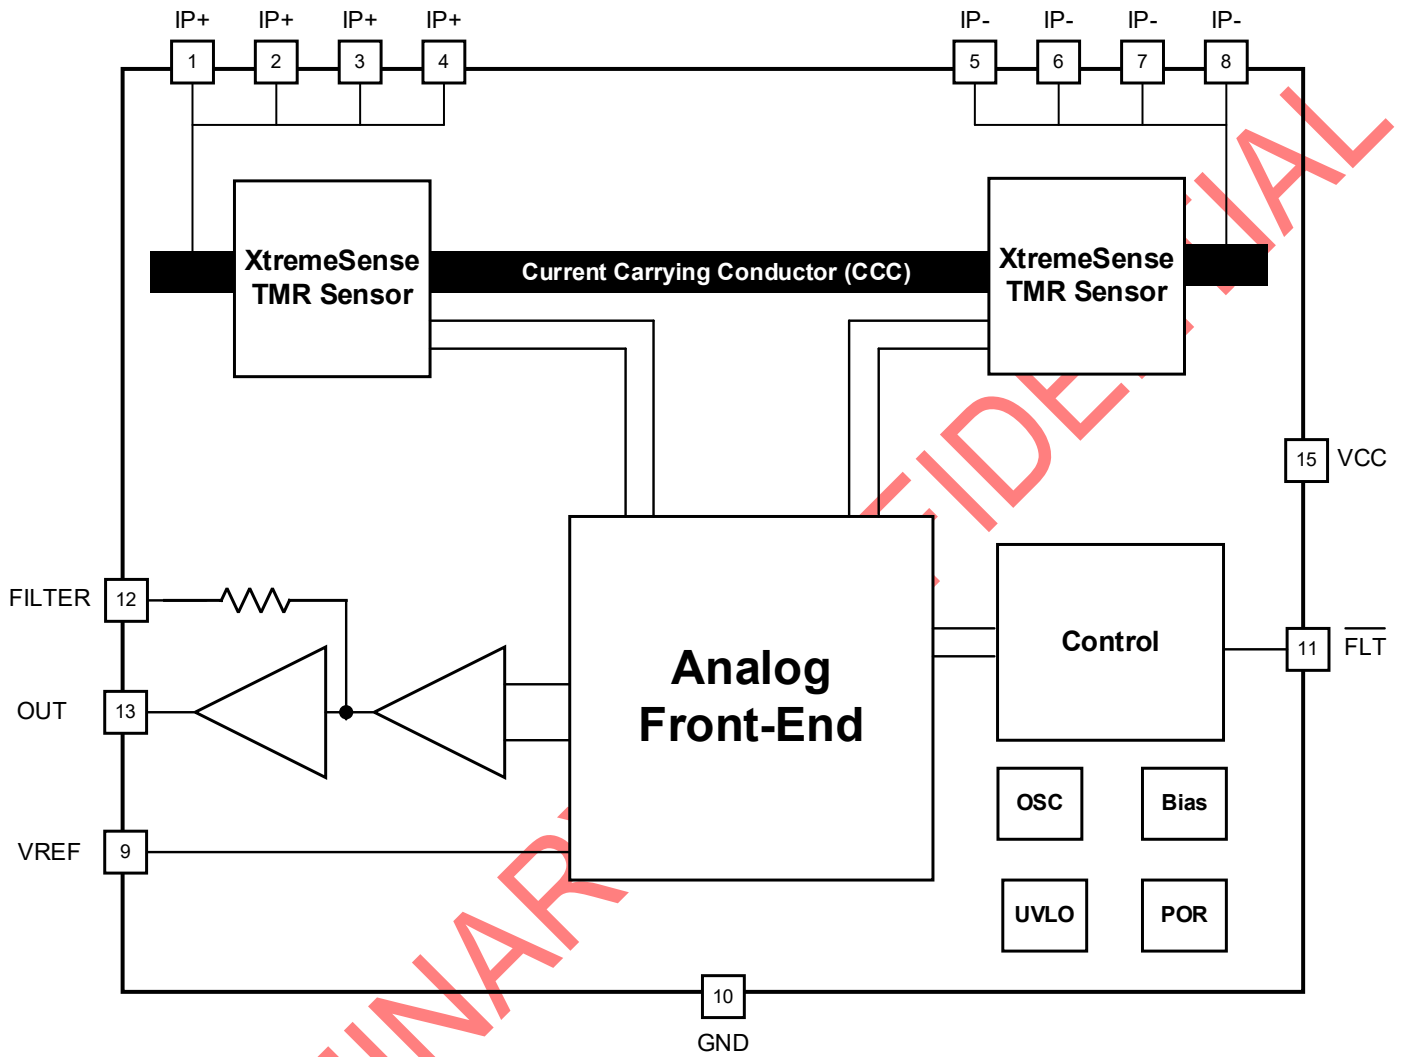 IP+ IP+ IP+ IP+ IP- IP- IP- IP-
1 2 3 4 5 6 7 8
XtremeSense
TMR Sensor
Current Carrying Conductor (CCC)
XtremeSense
TMR Sensor
15 VCC
FILTER 12
Analog
Front-End
Control
11 FLT
OUT 13
OSC Bias
VREF 9
UVLO POR
10
GND